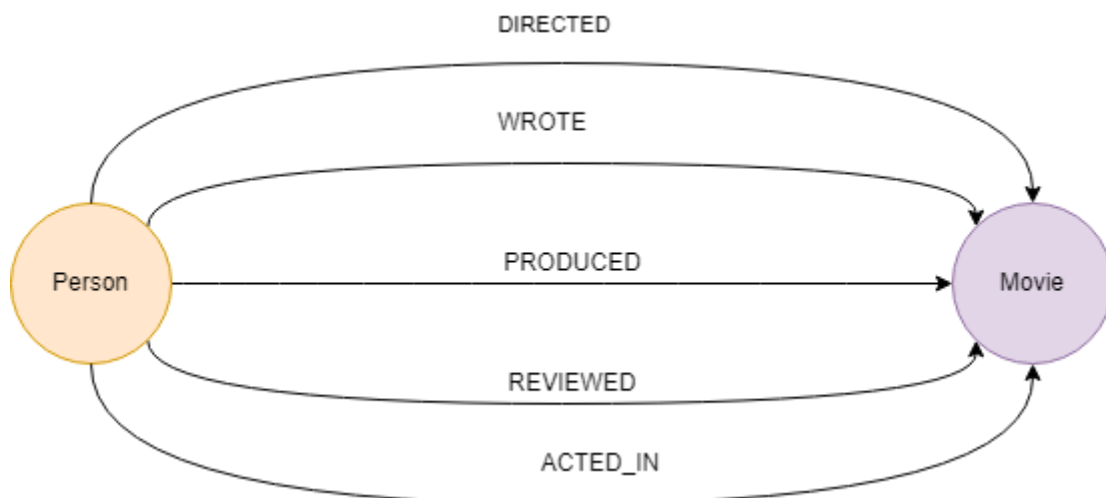 DIRECTED
WROTE
PRODUCED
Person
Movie
REVIEWED
ACTED_IN